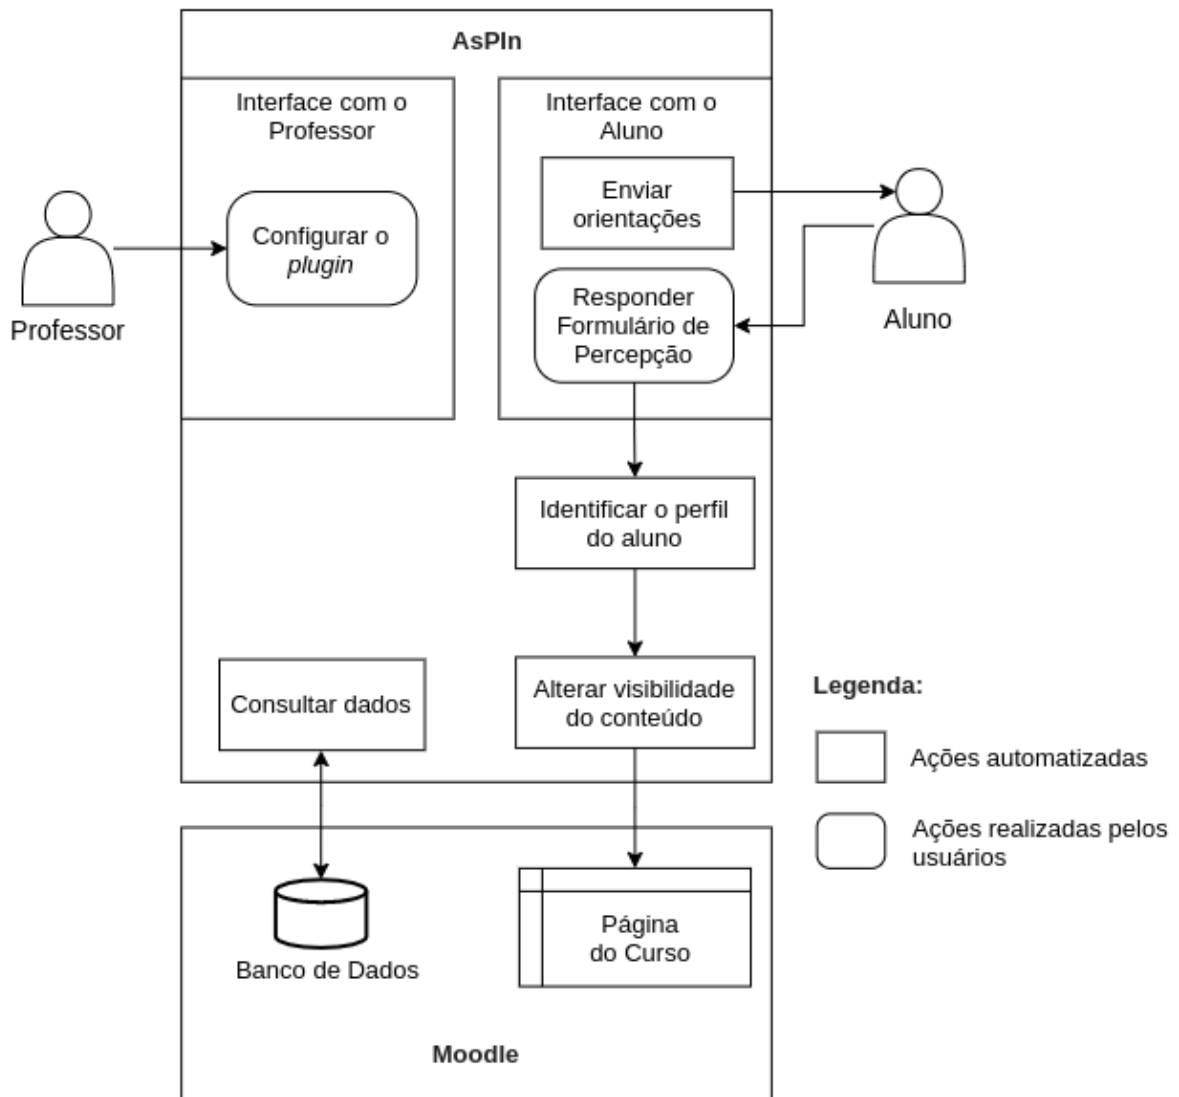 AsPIn
Interface com o
Professor
Configurar o
plugin
Professor
Interface com o
Aluno
Enviar
orientações
Responder
Formulário de
Percepção
Aluno
Identificar o perfil
do aluno
Consultar dados
Alterar visibilidade
do conteúdo
Legenda:
Ações automatizadas
Ações realizadas pelos
usuários
Banco de Dados
Página
do Curso
Moodle